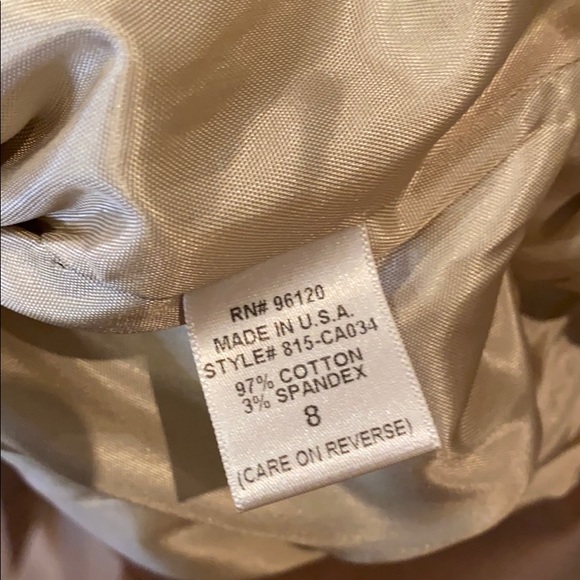 RN# 96120
MADE IN U.S.A.
STYLE# 815-CA034
97% COTTON
3% SPANDEX
8
(CARE ON REVERSE)